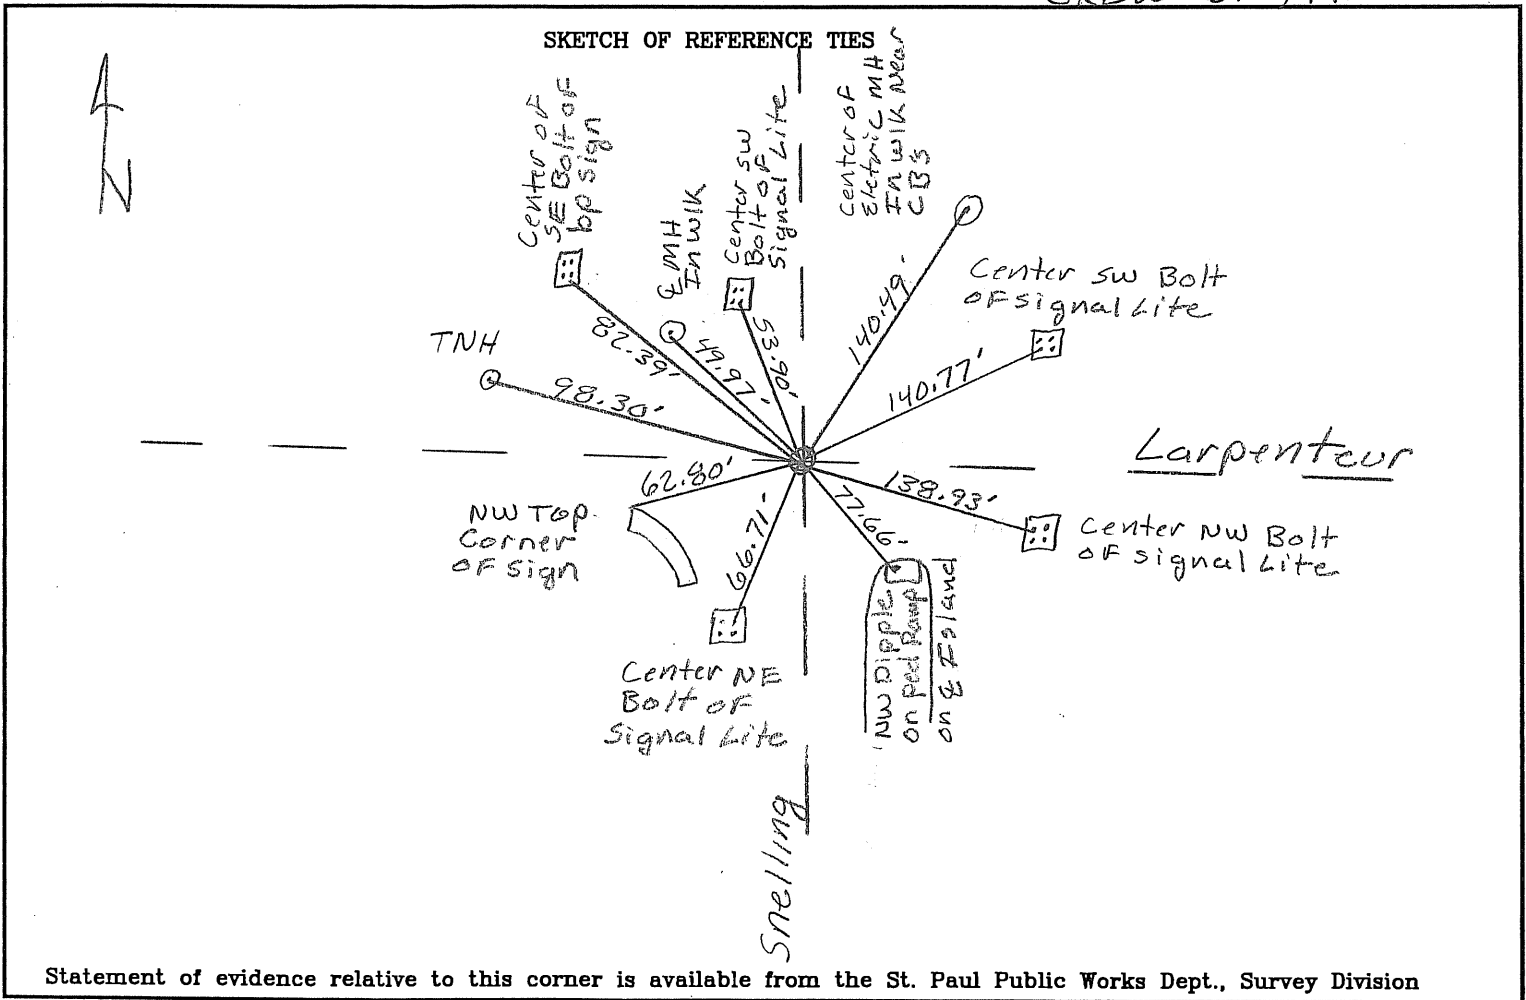 SKETCH OF REFERENCE TIES
N
Center of
SE Bolt of
bp sign
℄ MH
In WlK
Center SW
Bolt of
Signal Lite
Center of
Eletric MH
In WlK Near
CB's
Center SW Bolt
of signal Lite
TNH
98.30'
82.39'
49.97'
53.90'
140.49'
140.77'
Larpenteur
62.80'
66.71'
77.66'
138.93'
NW Top
Corner
of sign
Center NW Bolt
of signal Lite
Center NE
Bolt of
Signal Lite
NW Dipple
on ped Ramp
on ℄ Island
Snelling
Statement of evidence relative to this corner is available from the St. Paul Public Works Dept., Survey Division